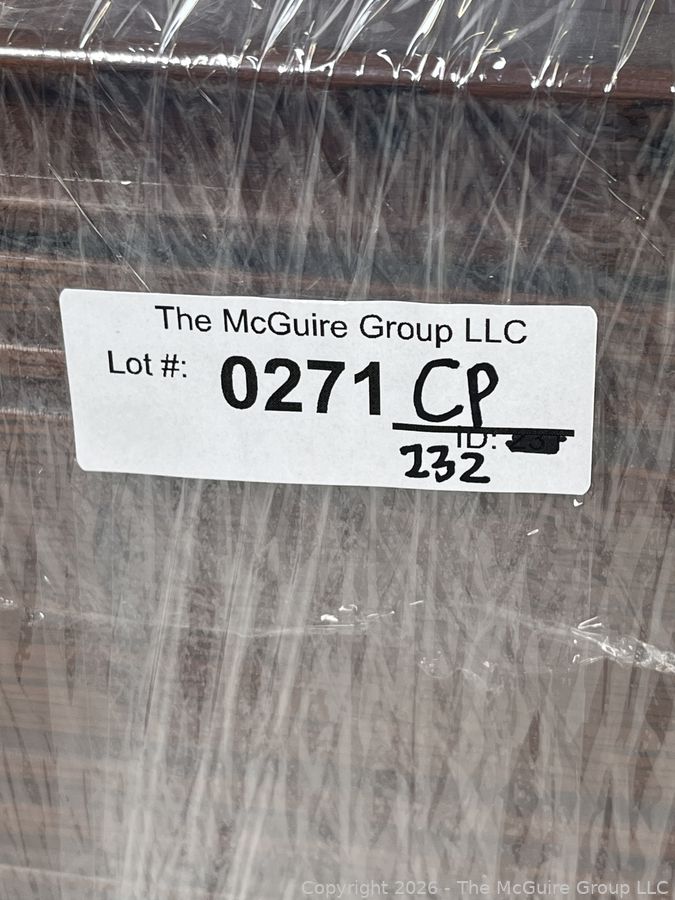 The McGuire Group LLC
Lot #: 0271 CP
ID:
232
Copyright 2026 - The McGuire Group LLC